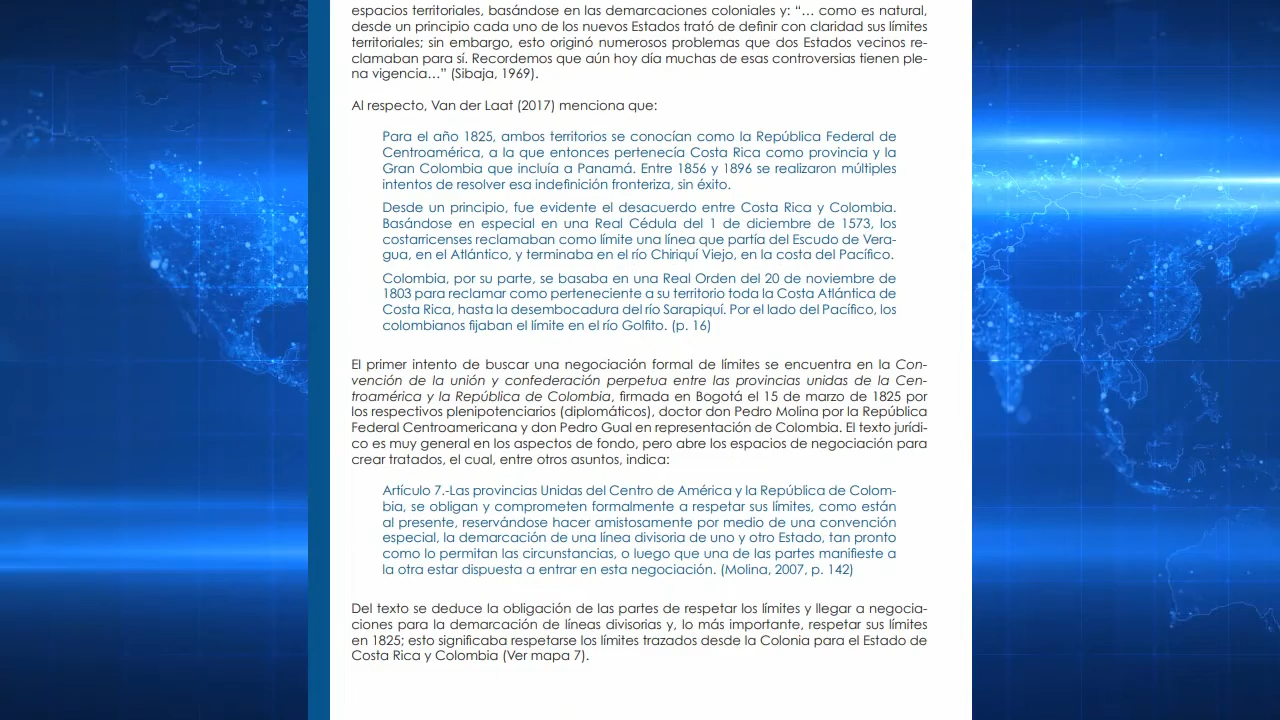 espacios territoriales, basándose en las demarcaciones coloniales y: “… como es natural,
desde un principio cada uno de los nuevos Estados trató de definir con claridad sus límites
territoriales; sin embargo, esto originó numerosos problemas que dos Estados vecinos re-
clamaban para sí. Recordemos que aún hoy día muchas de esas controversias tienen ple-
na vigencia…” (Sibaja, 1969).
Al respecto, Van der Laat (2017) menciona que:
Para el año 1825, ambos territorios se conocían como la República Federal de
Centroamérica, a la que entonces pertenecía Costa Rica como provincia y la
Gran Colombia que incluía a Panamá. Entre 1856 y 1896 se realizaron múltiples
intentos de resolver esa indefinición fronteriza, sin éxito.
Desde un principio, fue evidente el desacuerdo entre Costa Rica y Colombia.
Basándose en especial en una Real Cédula del 1 de diciembre de 1573, los
costarricenses reclamaban como límite una línea que partía del Escudo de Vera-
gua, en el Atlántico, y terminaba en el río Chiriquí Viejo, en la costa del Pacífico.
Colombia, por su parte, se basaba en una Real Orden del 20 de noviembre de
1803 para reclamar como perteneciente a su territorio toda la Costa Atlántica de
Costa Rica, hasta la desembocadura del río Sarapiquí. Por el lado del Pacífico, los
colombianos fijaban el límite en el río Golfito. (p. 16)
El primer intento de buscar una negociación formal de límites se encuentra en la Con-
vención de la unión y confederación perpetua entre las provincias unidas de la Cen-
troamérica y la República de Colombia, firmada en Bogotá el 15 de marzo de 1825 por
los respectivos plenipotenciarios (diplomáticos), doctor don Pedro Molina por la República
Federal Centroamericana y don Pedro Gual en representación de Colombia. El texto jurídi-
co es muy general en los aspectos de fondo, pero abre los espacios de negociación para
crear tratados, el cual, entre otros asuntos, indica:
Artículo 7.-Las provincias Unidas del Centro de América y la República de Colom-
bia, se obligan y comprometen formalmente a respetar sus límites, como están
al presente, reservándose hacer amistosamente por medio de una convención
especial, la demarcación de una línea divisoria de uno y otro Estado, tan pronto
como lo permitan las circunstancias, o luego que una de las partes manifieste a
la otra estar dispuesta a entrar en esta negociación. (Molina, 2007, p. 142)
Del texto se deduce la obligación de las partes de respetar los límites y llegar a negocia-
ciones para la demarcación de líneas divisorias y, lo más importante, respetar sus límites
en 1825; esto significaba respetarse los límites trazados desde la Colonia para el Estado de
Costa Rica y Colombia (Ver mapa 7).